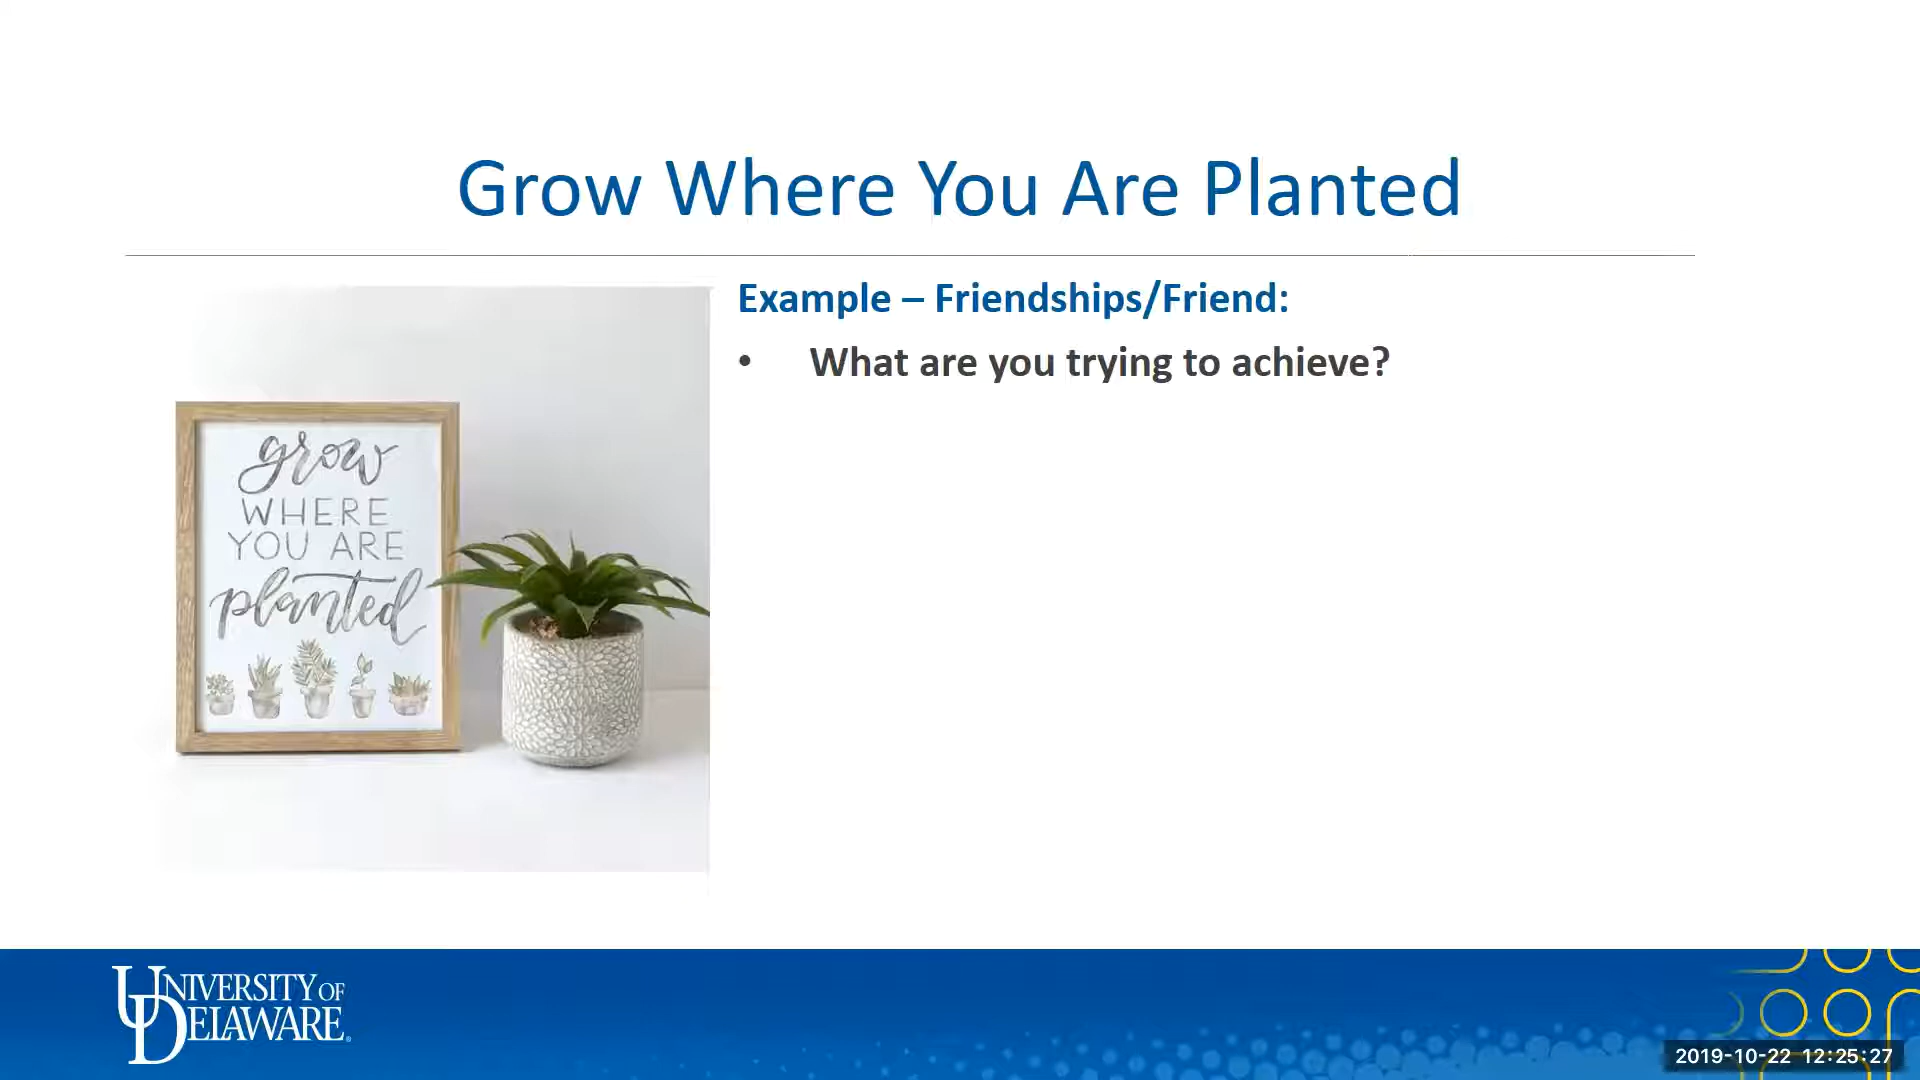 Grow Where You Are Planted
Example – Friendships/Friend:
• What are you trying to achieve?
grow
WHERE
YOU ARE
planted
UNIVERSITY OF
DELAWARE.
2019-10-22 12:25:27